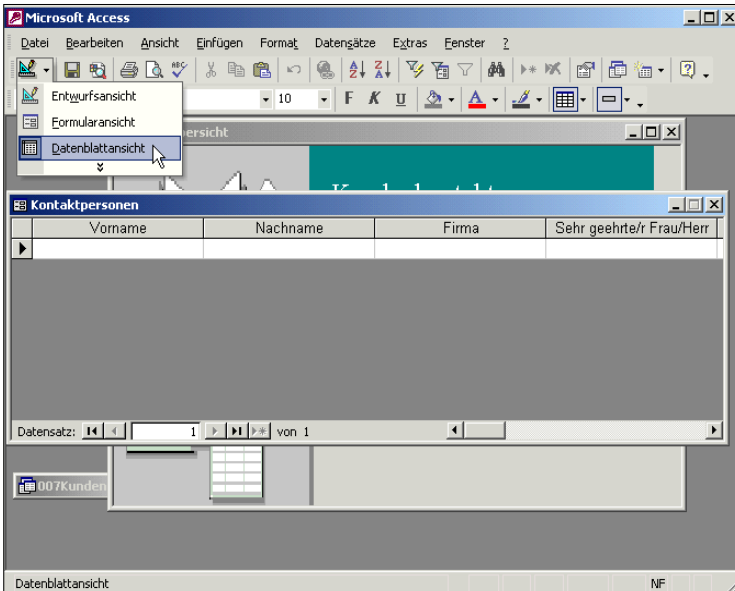 Microsoft Access
Datei Bearbeiten Ansicht Einfügen Format Datensätze Extras Fenster ?
10 F K U A
Entwurfsansicht
Formularansicht
Datenblattansicht
ersicht
Kontaktpersonen
Vorname Nachname Firma Sehr geehrte/r Frau/Herr
Datensatz: 1 von 1
007Kunden
Datenblattansicht NF